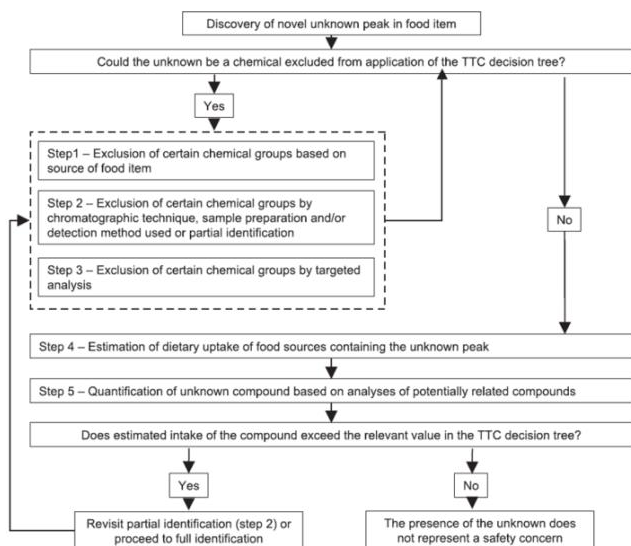 Discovery of novel unknown peak in food item
Could the unknown be a chemical excluded from application of the TTC decision tree?
Yes
Step1 – Exclusion of certain chemical groups based on
source of food item
Step 2 – Exclusion of certain chemical groups by
chromatographic technique, sample preparation and/or
detection method used or partial identification
No
Step 3 – Exclusion of certain chemical groups by targeted
analysis
Step 4 – Estimation of dietary uptake of food sources containing the unknown peak
Step 5 – Quantification of unknown compound based on analyses of potentially related compounds
Does estimated intake of the compound exceed the relevant value in the TTC decision tree?
Yes
No
Revisit partial identification (step 2) or
proceed to full identification
The presence of the unknown does
not represent a safety concern